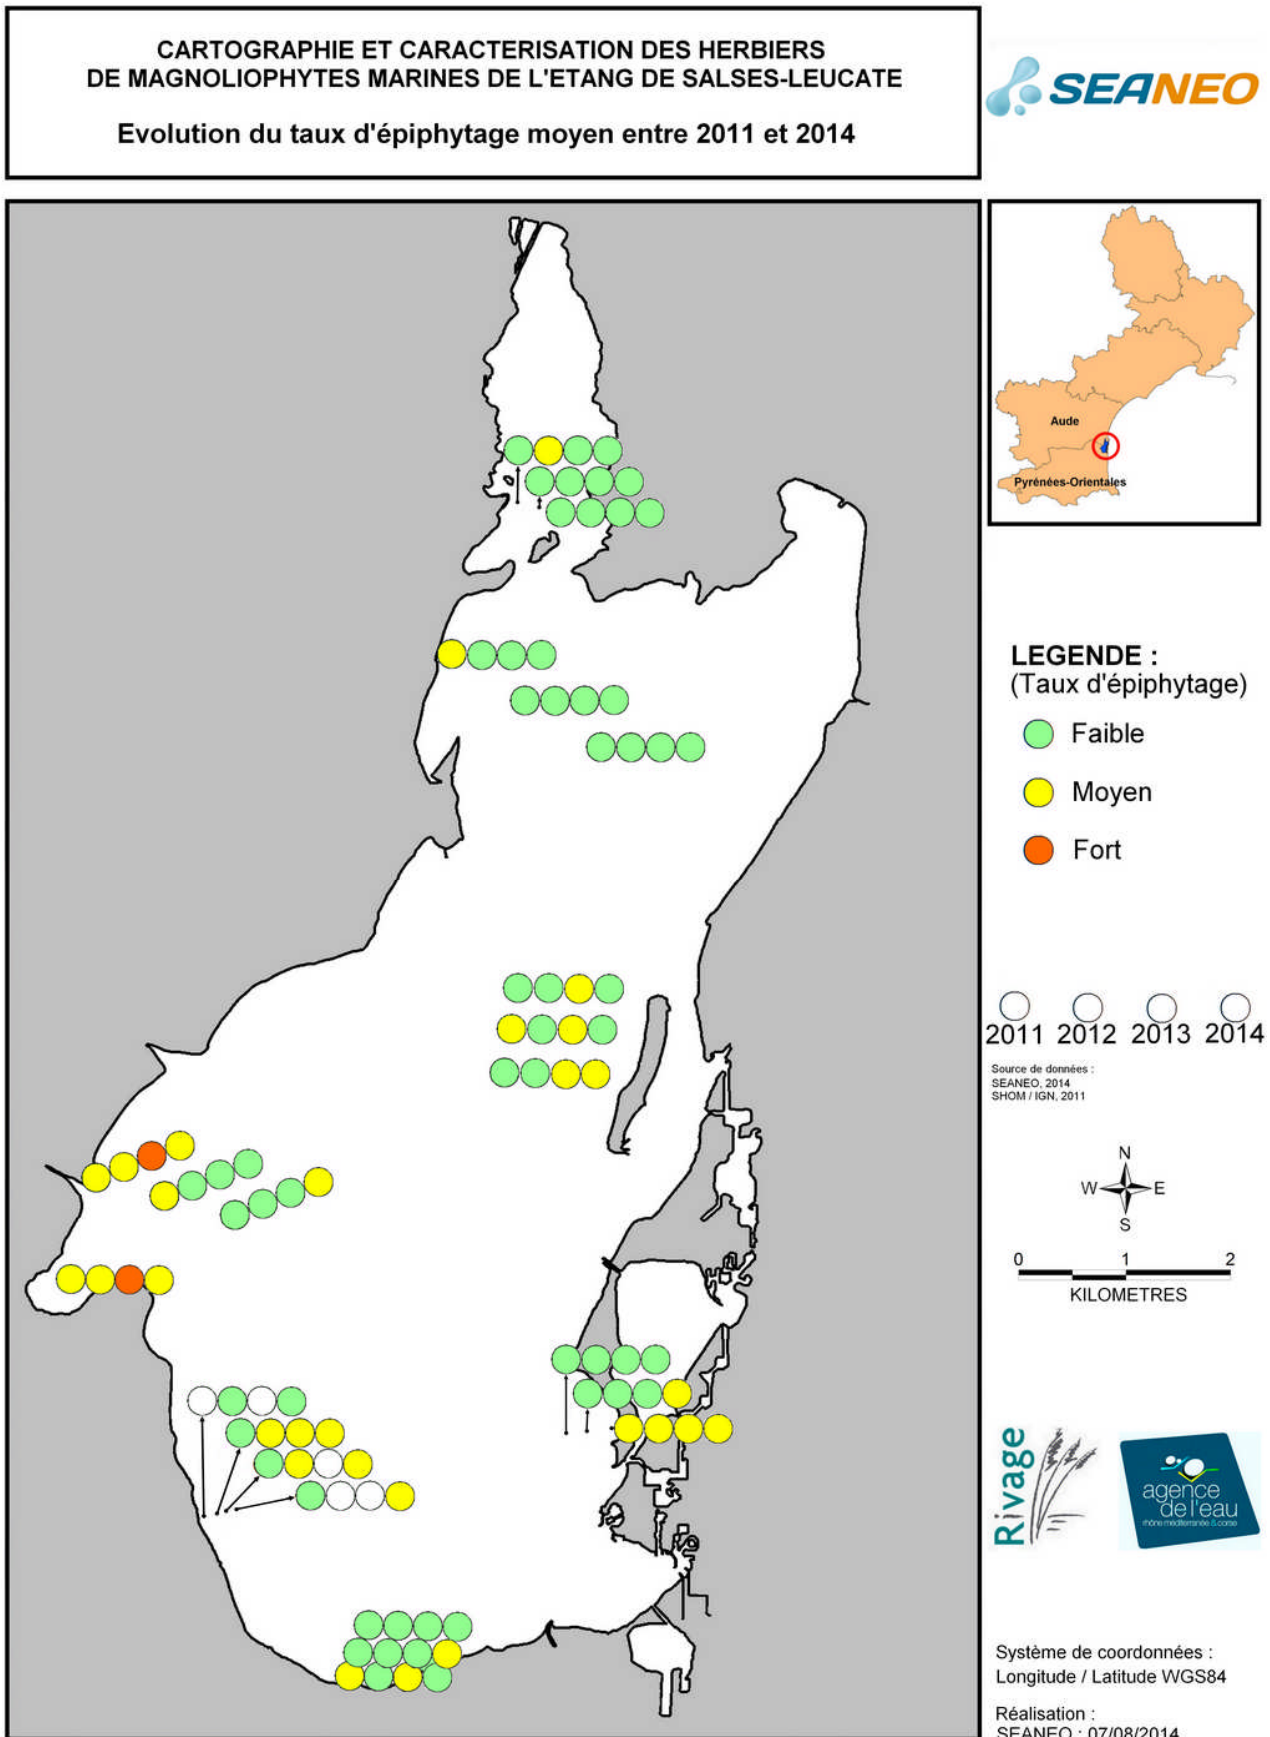 CARTOGRAPHIE ET CARACTERISATION DES HERBIERS
DE MAGNOLIOPHYTES MARINES DE L'ETANG DE SALSES-LEUCATE
Evolution du taux d'épiphytage moyen entre 2011 et 2014
SEANEO
Aude
Pyrénées-Orientales
LEGENDE :
(Taux d'épiphytage)
Faible
Moyen
Fort
2011 2012 2013 2014
Source de données :
SEANEO, 2014
SHOM / IGN, 2011
N
W E
S
0 1 2
KILOMETRES
Rivage
agence
de l'eau
rhône méditerranée & corse
Système de coordonnées :
Longitude / Latitude WGS84
Réalisation :
SEANEO : 07/08/2014